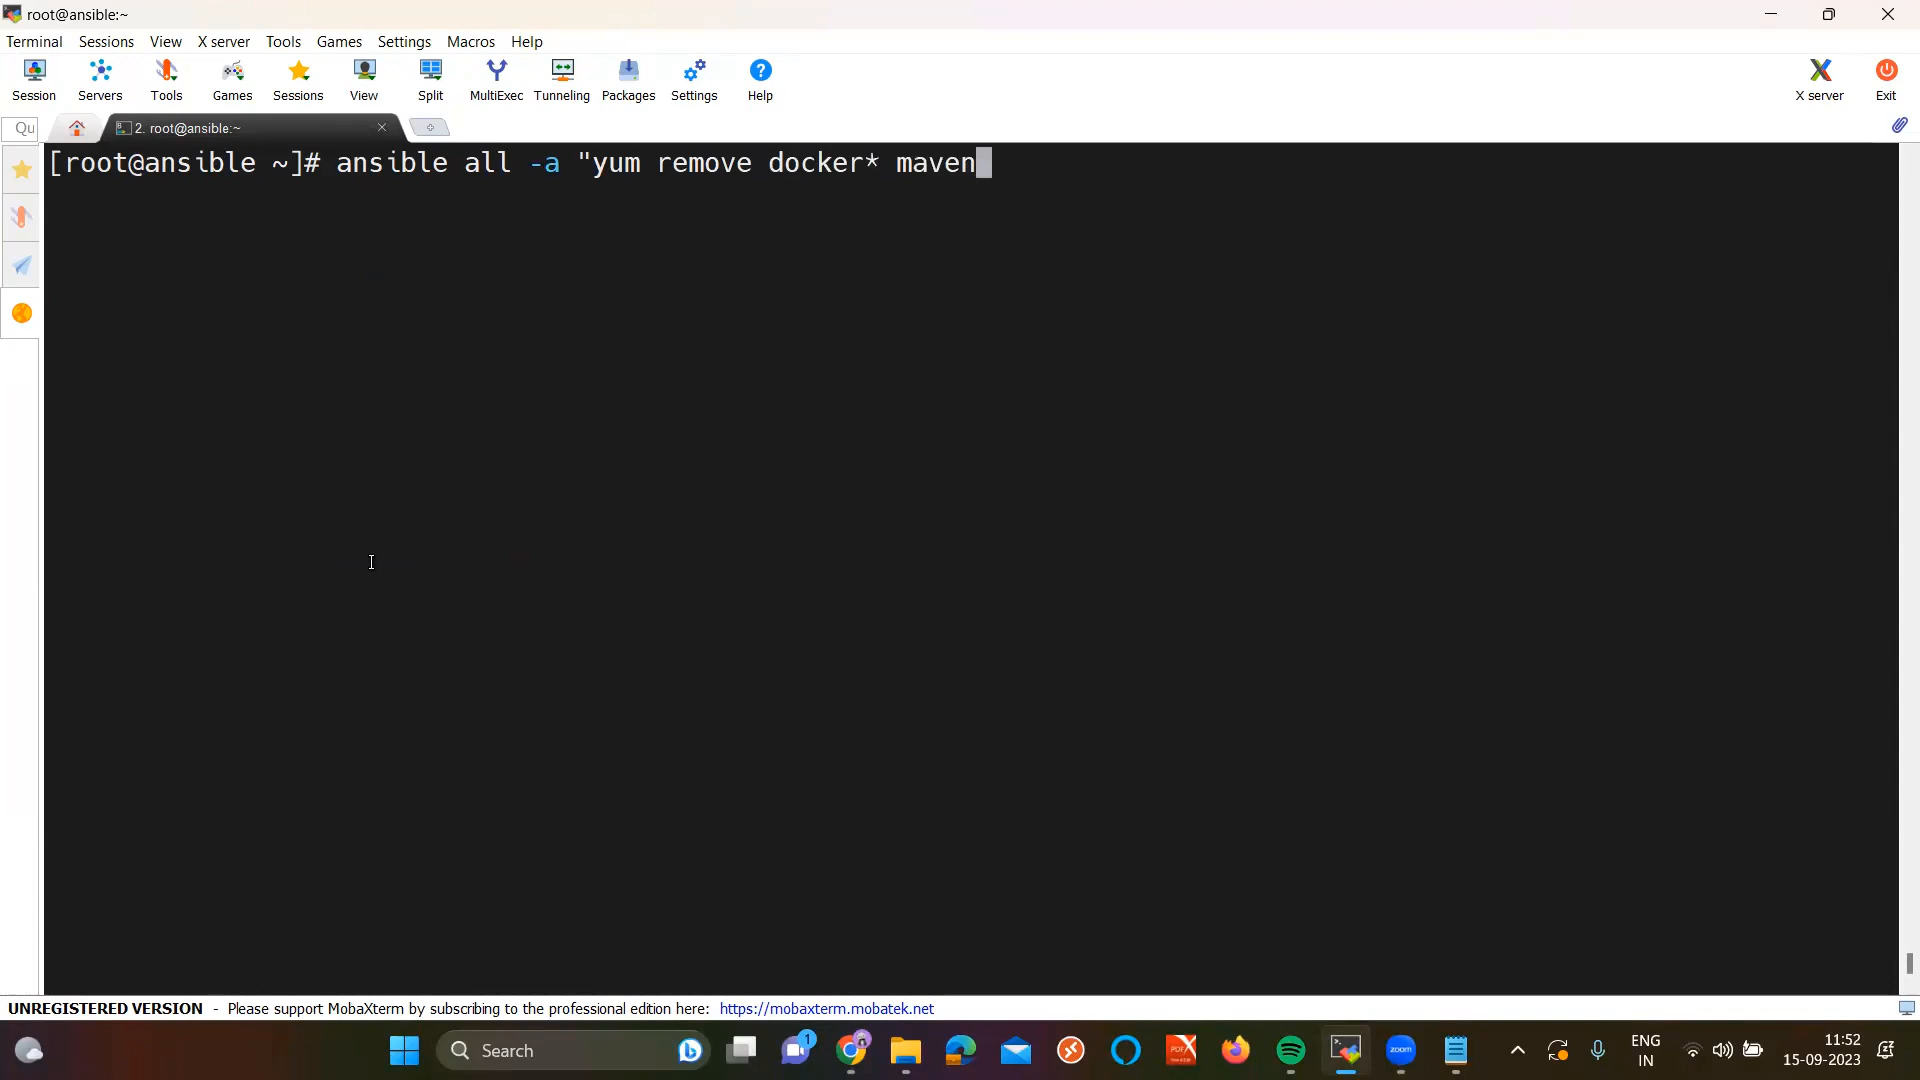 root@ansible:~
Terminal Sessions View X server Tools Games Settings Macros Help
Session Servers Tools Games Sessions View Split MultiExec Tunneling Packages Settings Help X server Exit
Qu 2. root@ansible:~
[root@ansible ~]# ansible all -a "yum remove docker* maven
UNREGISTERED VERSION - Please support MobaXterm by subscribing to the professional edition here: https://mobaxterm.mobatek.net
Search 1 PDF zoom ENG 11:52
IN 15-09-2023